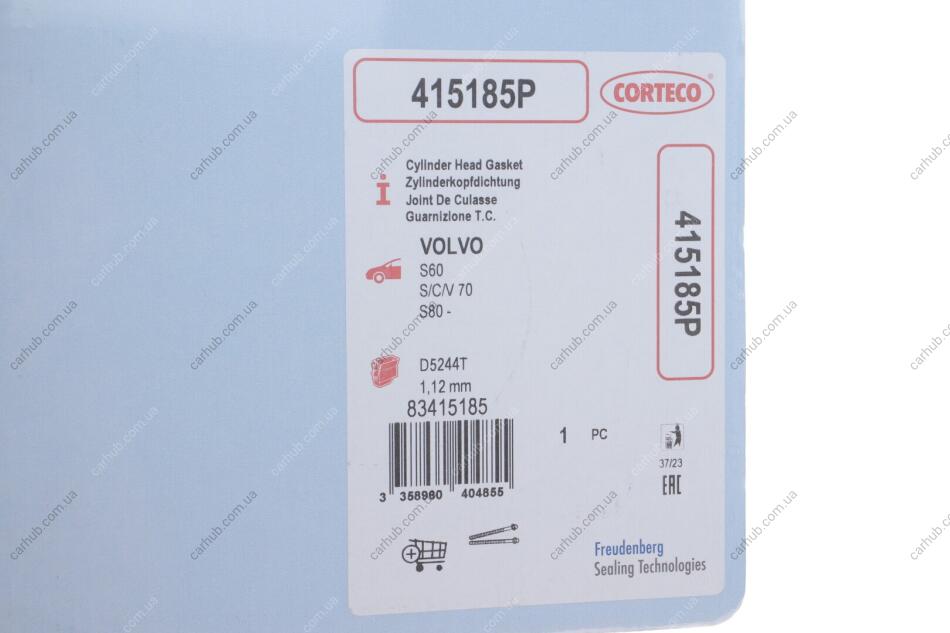 415185P
CORTECO
Cylinder Head Gasket
Zylinderkopfdichtung
Joint De Culasse
Guarnizione T.C.
VOLVO
S60
S/C/V 70
S80 -
415185P
D5244T
1,12 mm
83415185
3 358960 404855
1 PC
37/23
EAC
Freudenberg
Sealing Technologies
carhub.com.ua